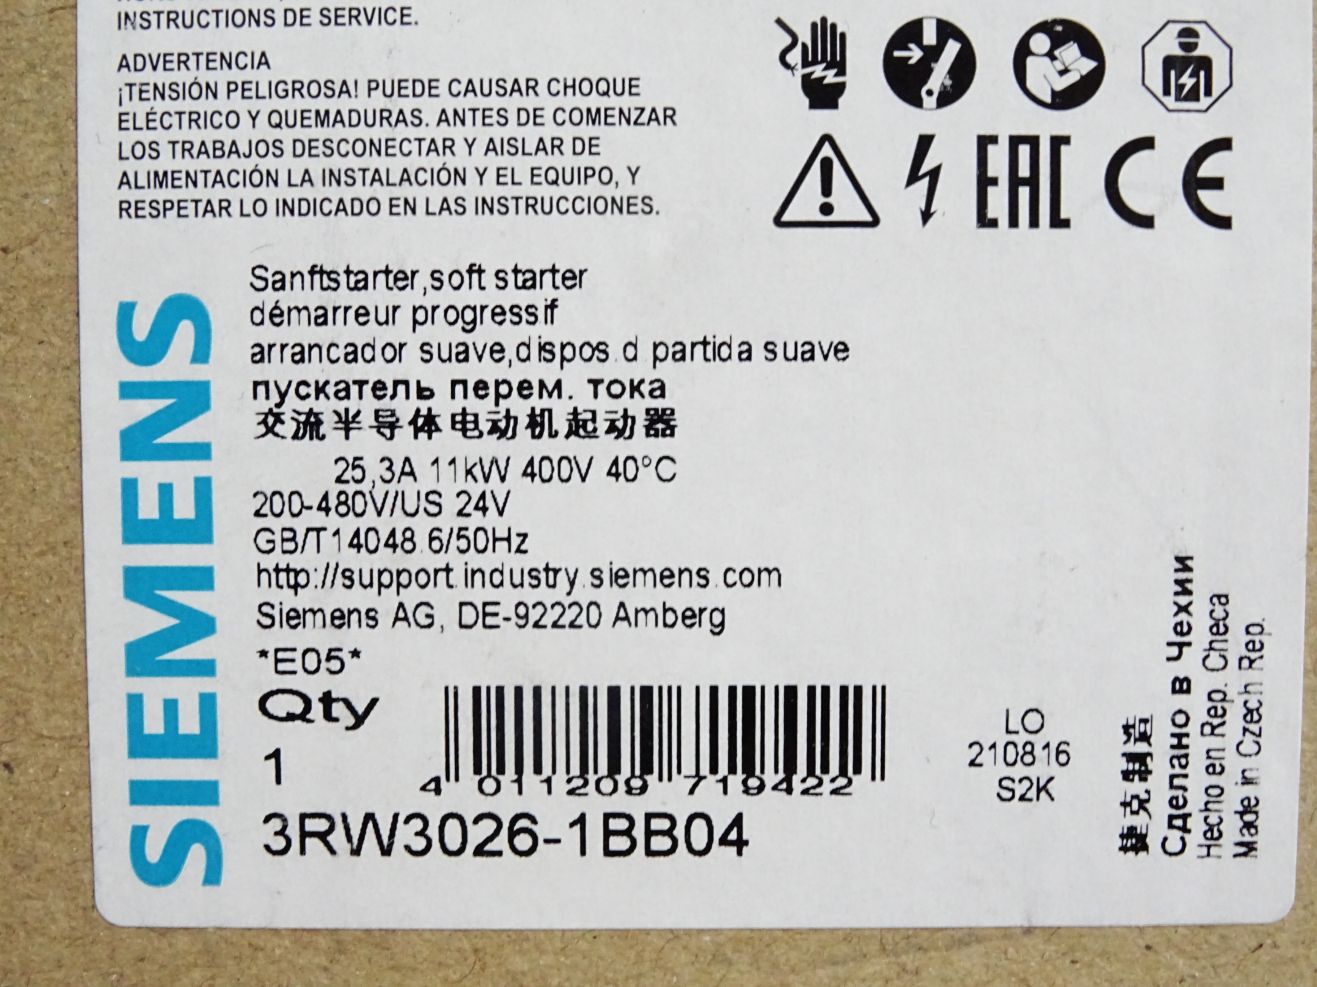 INSTRUCTIONS DE SERVICE.
ADVERTENCIA
¡TENSIÓN PELIGROSA! PUEDE CAUSAR CHOQUE
ELÉCTRICO Y QUEMADURAS. ANTES DE COMENZAR
LOS TRABAJOS DESCONECTAR Y AISLAR DE
ALIMENTACIÓN LA INSTALACIÓN Y EL EQUIPO, Y
RESPETAR LO INDICADO EN LAS INSTRUCCIONES.
EAC CE
SIEMENS
Sanftstarter,soft starter
démarreur progressif
arrancador suave,dispos.d.partida suave
пускатель перем. тока
交流半导体电动机起动器
25,3A 11kW 400V 40°C
200-480V/US 24V
GB/T14048.6/50Hz
http://support.industry.siemens.com
Siemens AG, DE-92220 Amberg
*E05*
Qty
1
4 011209 719422
3RW3026-1BB04
LO
210816
S2K
捷克制造
Сделано в Чехии
Hecho en Rep. Checa
Made in Czech Rep.